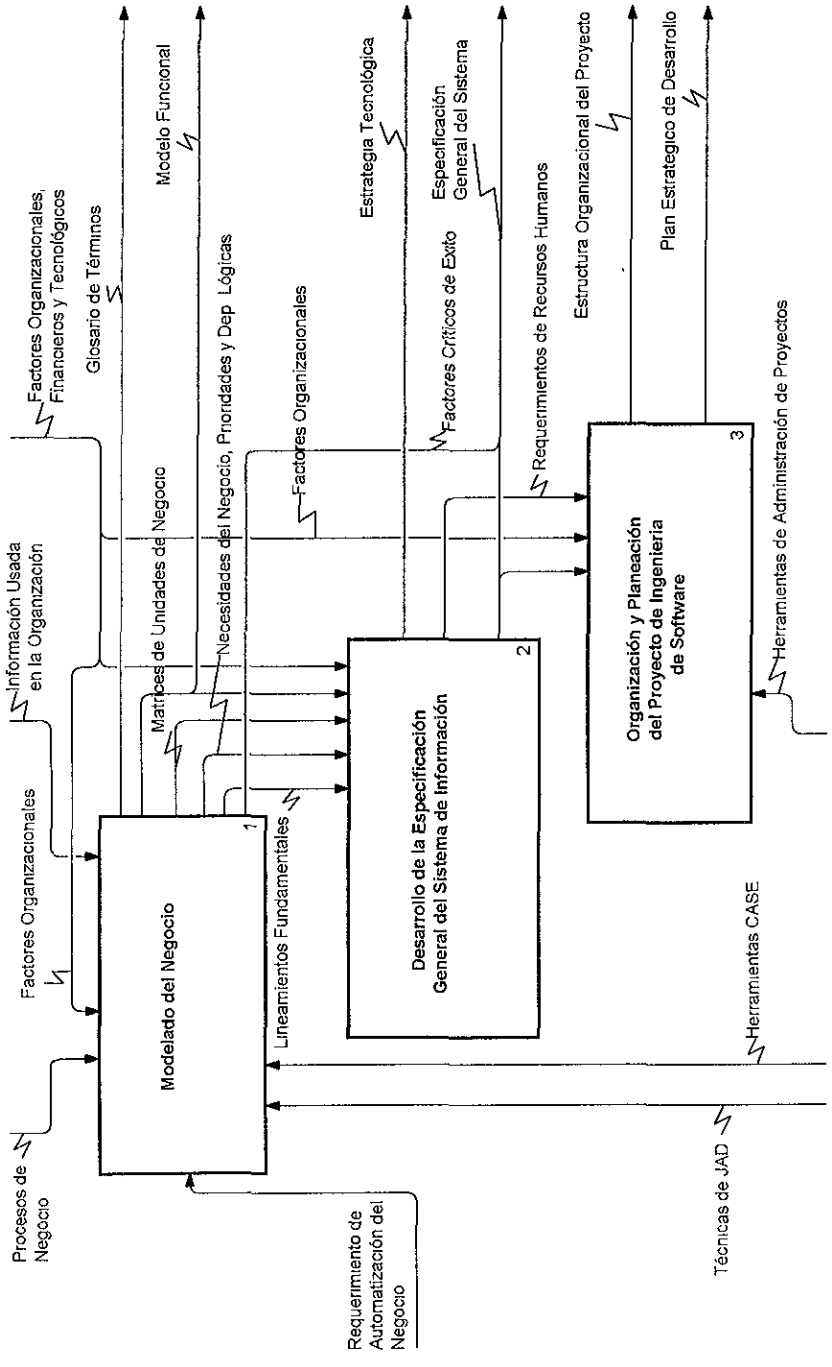 Procesos de
Negocio
Factores Organizacionales
Información Usada
en la Organización
Factores Organizacionales,
Financieros y Tecnológicos
Glosario de Términos
Modelo Funcional
Modelado del Negocio
1
Matrices de Unidades de Negocio
Necesidades del Negocio, Prioridades y Dep Lógicas
Lineamientos Fundamentales
Requerimiento de
Automatización del
Negocio
Factores Organizacionales
Estrategia Tecnológica
Factores Críticos de Exito
Especificación
General del Sistema
Desarrollo de la Especificación
General del Sistema de Información
2
Requerimientos de Recursos Humanos
Estructura Organizacional del Proyecto
Plan Estrategico de Desarrollo
Organización y Planeación
del Proyecto de Ingenieria
de Software
3
Técnicas de JAD
Herramientas CASE
Herramientas de Administración de Proyectos